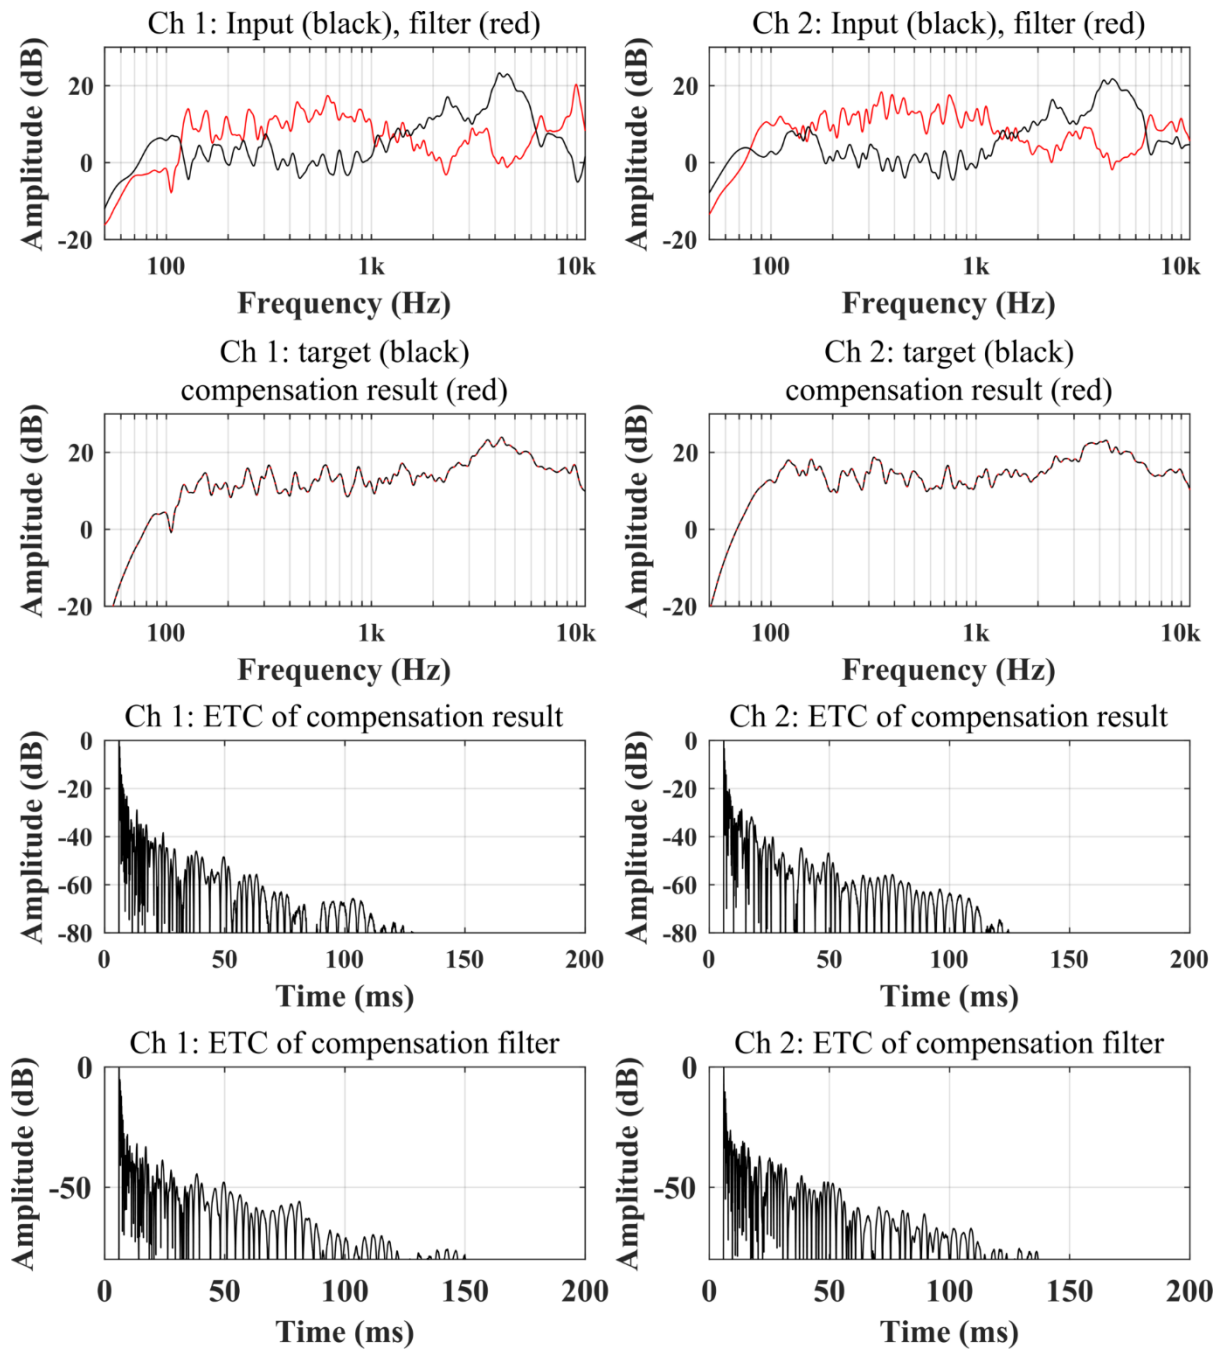 Ch 1: Input (black), filter (red)
Amplitude (dB)
20
0
-20
100
1k
10k
Frequency (Hz)
Ch 2: Input (black), filter (red)
Amplitude (dB)
20
0
-20
100
1k
10k
Frequency (Hz)
Ch 1: target (black)
compensation result (red)
Amplitude (dB)
20
0
-20
100
1k
10k
Frequency (Hz)
Ch 2: target (black)
compensation result (red)
Amplitude (dB)
20
0
-20
100
1k
10k
Frequency (Hz)
Ch 1: ETC of compensation result
Amplitude (dB)
0
-20
-40
-60
-80
0
50
100
150
200
Time (ms)
Ch 2: ETC of compensation result
Amplitude (dB)
0
-20
-40
-60
-80
0
50
100
150
200
Time (ms)
Ch 1: ETC of compensation filter
Amplitude (dB)
0
-50
0
50
100
150
200
Time (ms)
Ch 2: ETC of compensation filter
Amplitude (dB)
0
-50
0
50
100
150
200
Time (ms)